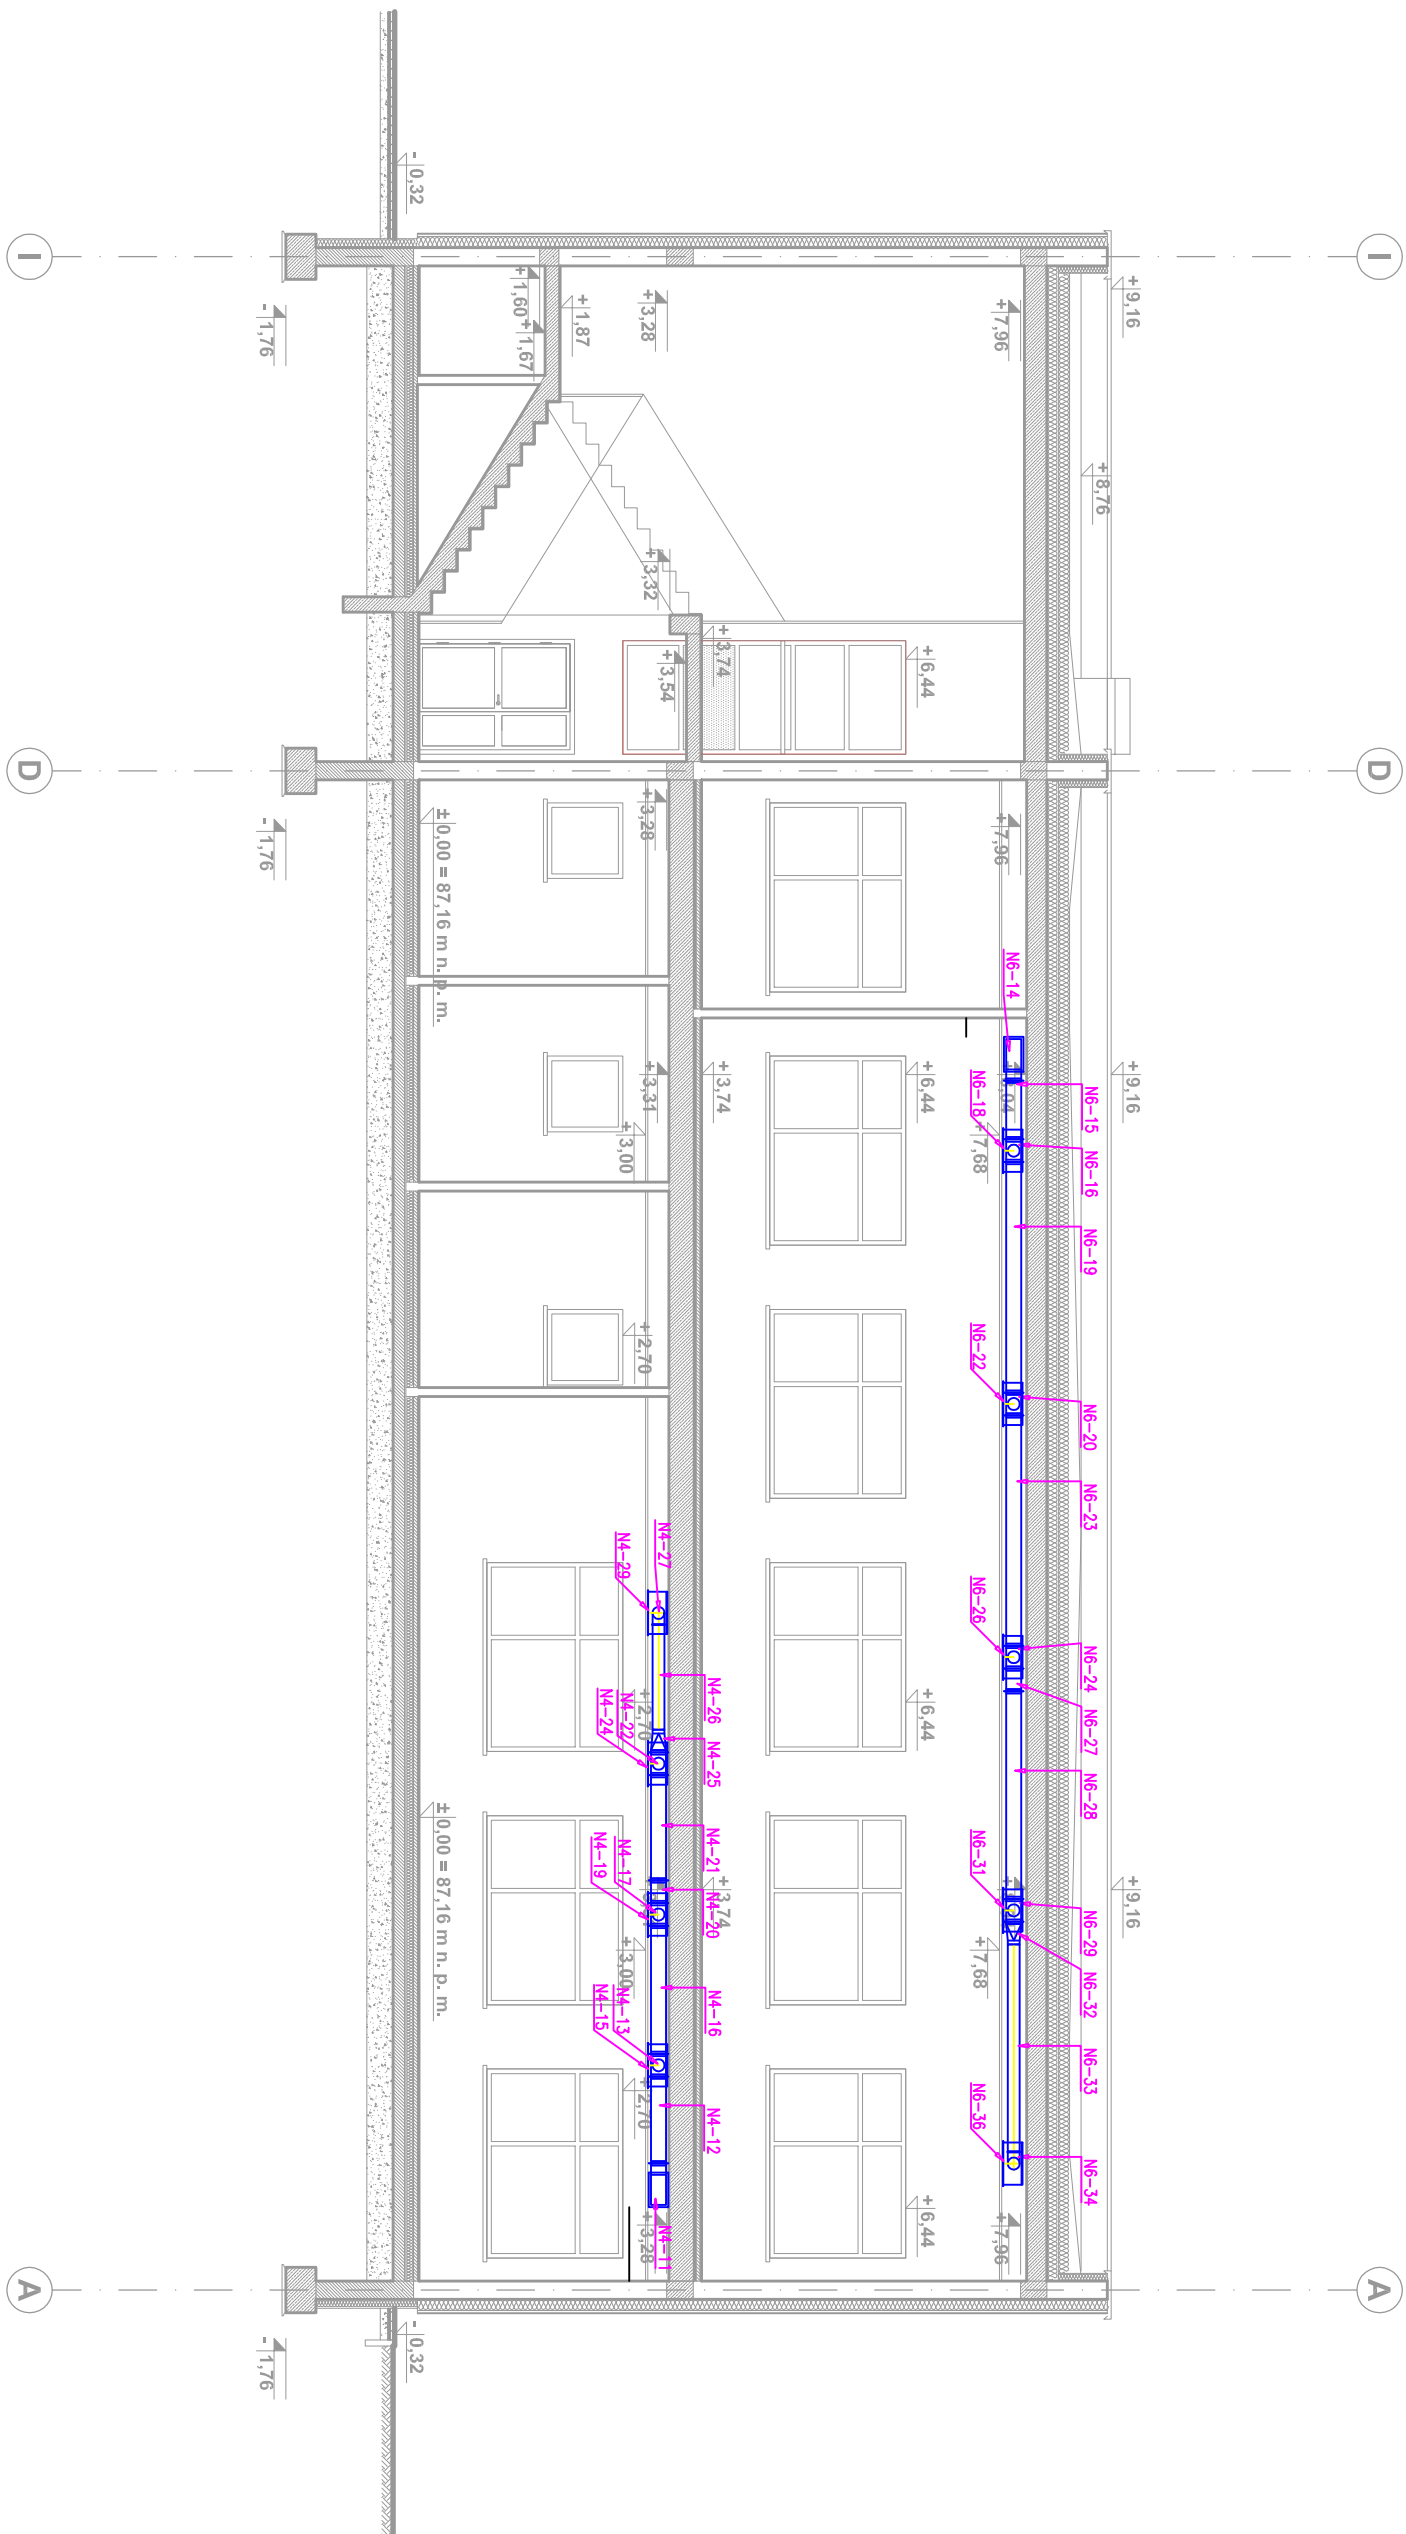 I
D
A
+ 9,16
+ 9,16
+ 9,16
+ 8,76
N6-15
N6-16
N6-19
N6-20
N6-23
N6-24
N6-27
N6-28
N6-29
N6-32
N6-33
N6-34
+ 7,96
+ 7,96
N6-14
+ 7,96
+ 7,68
+ 7,68
N6-18
N6-22
N6-26
N6-31
N6-36
+ 6,44
+ 6,44
+ 6,44
+ 6,44
+ 3,74
+ 3,74
+ 3,74
N4-26
N4-25
N4-21
N4-20
N4-16
N4-12
+ 3,54
+ 3,32
+ 3,28
+ 3,28
+ 3,31
N4-27
N4-11
+ 3,28
+ 2,70
+ 2,70
+ 2,70
+ 3,00
+ 3,00
N4-29
N4-22
N4-24
N4-17
N4-19
N4-13
N4-15
+ 1,87
+ 1,67
+ 1,60
± 0,00 = 87,16 m n. p. m.
± 0,00 = 87,16 m n. p. m.
- 0,32
- 0,32
- 1,76
- 1,76
- 1,76
I
D
A